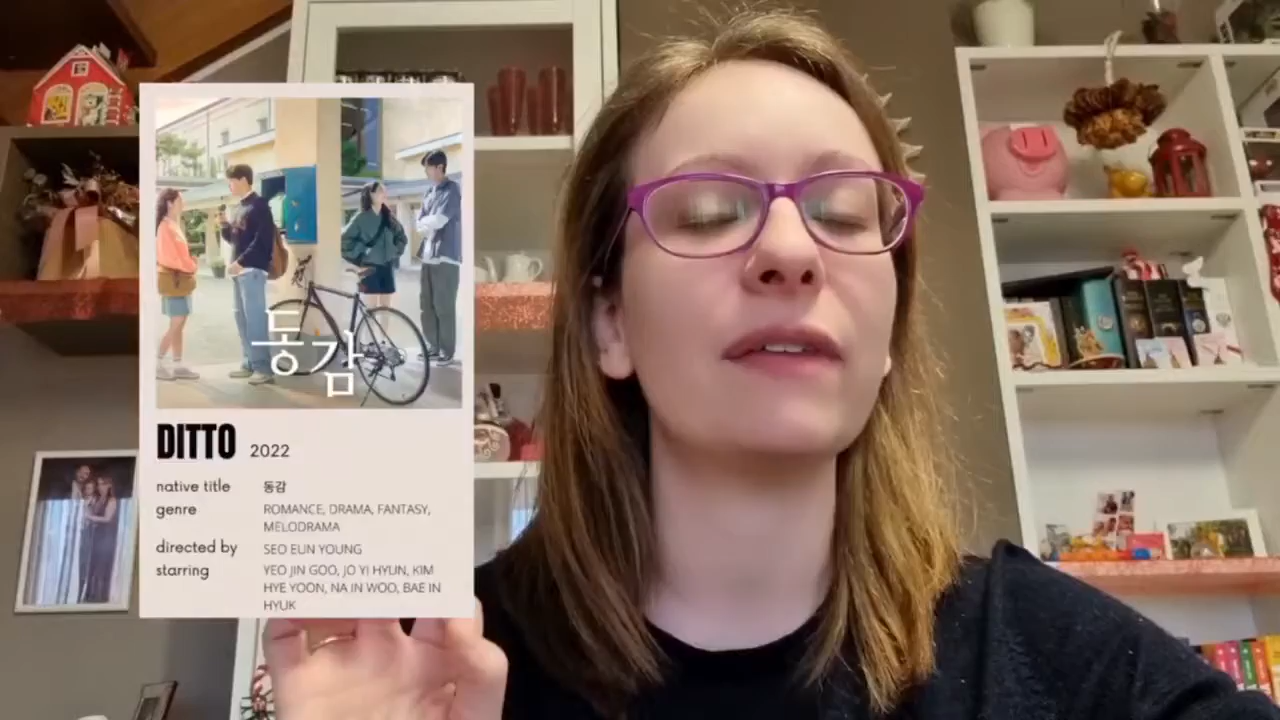 동감
DITTO 2022
native title 동감
genre ROMANCE, DRAMA, FANTASY,
MELODRAMA
directed by SEO EUN YOUNG
starring YEO JIN GOO, JO YI HYUN, KIM
HYE YOON, NA IN WOO, BAE IN
HYUK